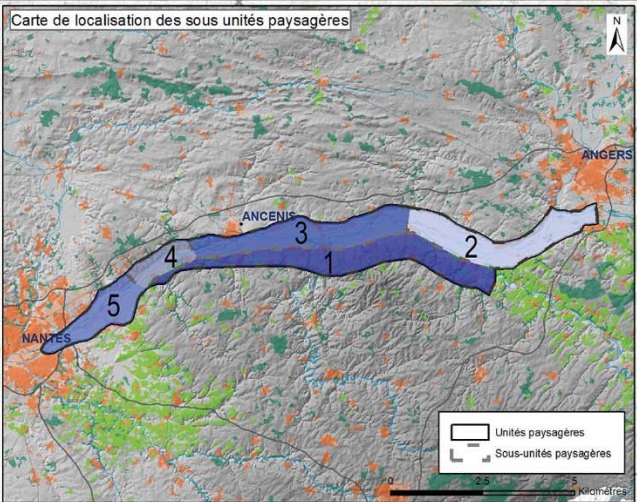 Carte de localisation des sous unités paysagères
N
ANGERS
ANCENIS
3
4
1
2
5
NANTES
Unités paysagères
Sous-unités paysagères
0 2.5 5
Kilomètres